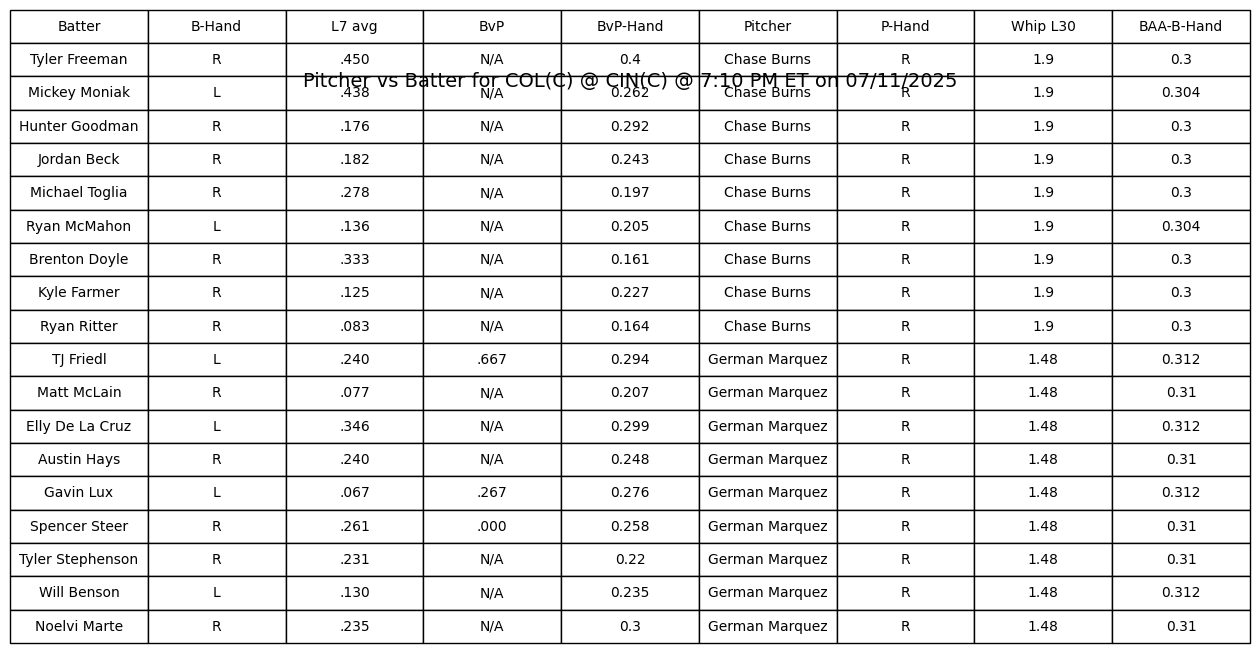 Batter B-Hand L7 avg BvP BvP-Hand Pitcher P-Hand Whip L30 BAA-B-Hand
Tyler Freeman R .450 N/A 0.4 Chase Burns R 1.9 0.3
Pitcher vs Batter for COL(C) @ CIN(C) @ 7:10 PM ET on 07/11/2025
Mickey Moniak L .438 N/A 0.262 Chase Burns R 1.9 0.304
Hunter Goodman R .176 N/A 0.292 Chase Burns R 1.9 0.3
Jordan Beck R .182 N/A 0.243 Chase Burns R 1.9 0.3
Michael Toglia R .278 N/A 0.197 Chase Burns R 1.9 0.3
Ryan McMahon L .136 N/A 0.205 Chase Burns R 1.9 0.304
Brenton Doyle R .333 N/A 0.161 Chase Burns R 1.9 0.3
Kyle Farmer R .125 N/A 0.227 Chase Burns R 1.9 0.3
Ryan Ritter R .083 N/A 0.164 Chase Burns R 1.9 0.3
TJ Friedl L .240 .667 0.294 German Marquez R 1.48 0.312
Matt McLain R .077 N/A 0.207 German Marquez R 1.48 0.31
Elly De La Cruz L .346 N/A 0.299 German Marquez R 1.48 0.312
Austin Hays R .240 N/A 0.248 German Marquez R 1.48 0.31
Gavin Lux L .067 .267 0.276 German Marquez R 1.48 0.312
Spencer Steer R .261 .000 0.258 German Marquez R 1.48 0.31
Tyler Stephenson R .231 N/A 0.22 German Marquez R 1.48 0.31
Will Benson L .130 N/A 0.235 German Marquez R 1.48 0.312
Noelvi Marte R .235 N/A 0.3 German Marquez R 1.48 0.31